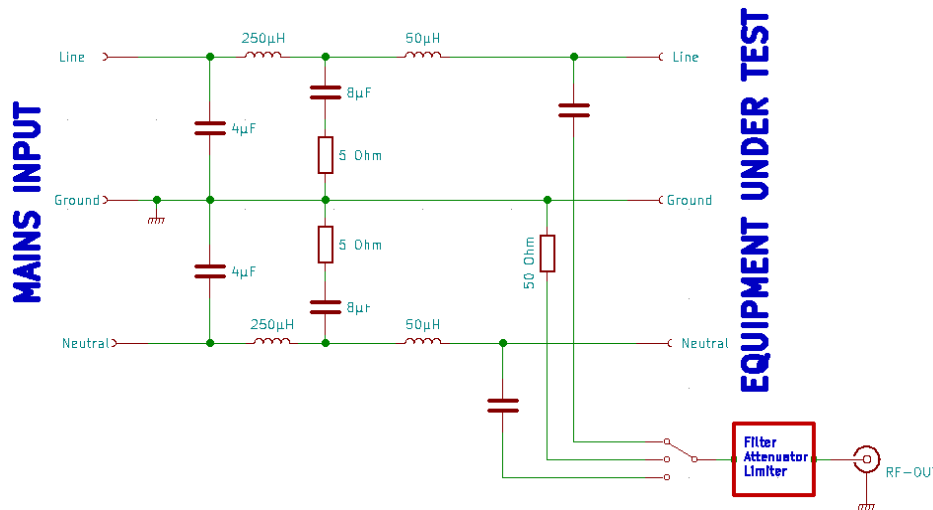 250µH
50µH
Line
Line
8µF
4µF
5 Ohm
MAINS INPUT
EQUIPMENT UNDER TEST
Ground
Ground
5 Ohm
50 Ohm
4µF
8µF
250µH
50µH
Neutral
Neutral
Filter
Attenuator
Limiter
RF-OU